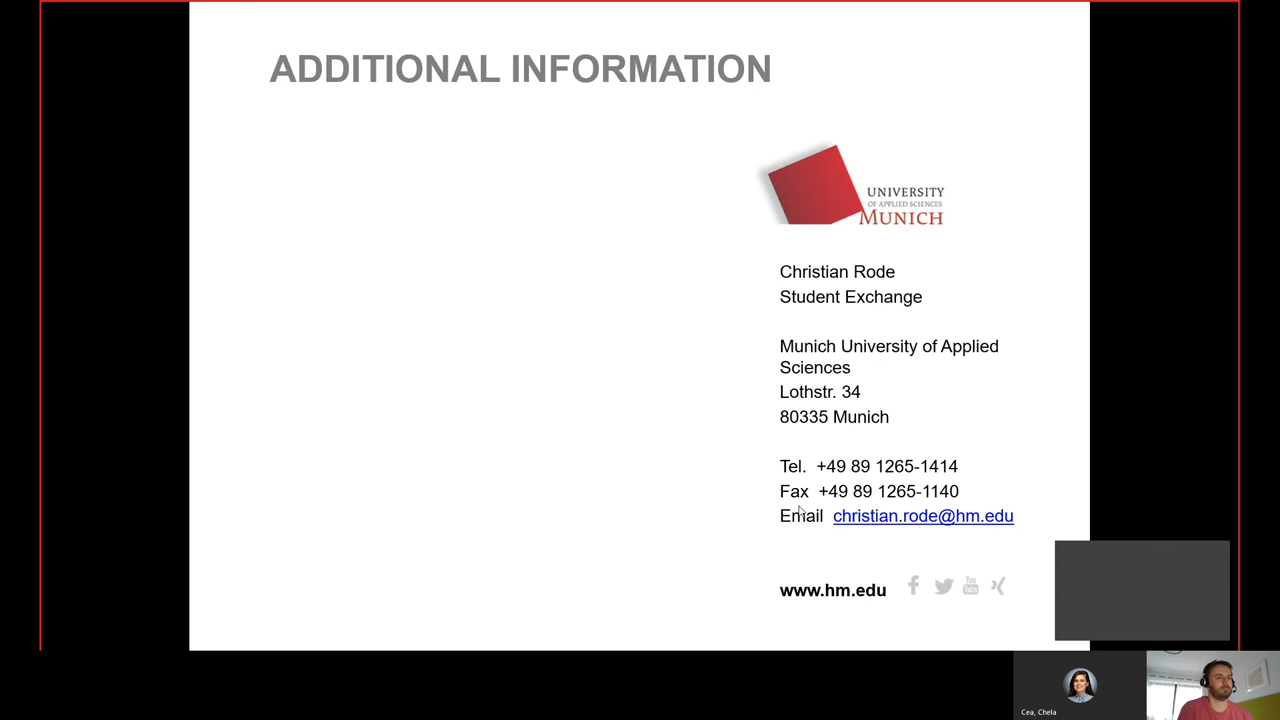 ADDITIONAL INFORMATION
UNIVERSITY
OF APPLIED SCIENCES
MUNICH
Christian Rode
Student Exchange
Munich University of Applied
Sciences
Lothstr. 34
80335 Munich
Tel. +49 89 1265-1414
Fax +49 89 1265-1140
Email christian.rode@hm.edu
www.hm.edu
You
Tube
Cea, Chela